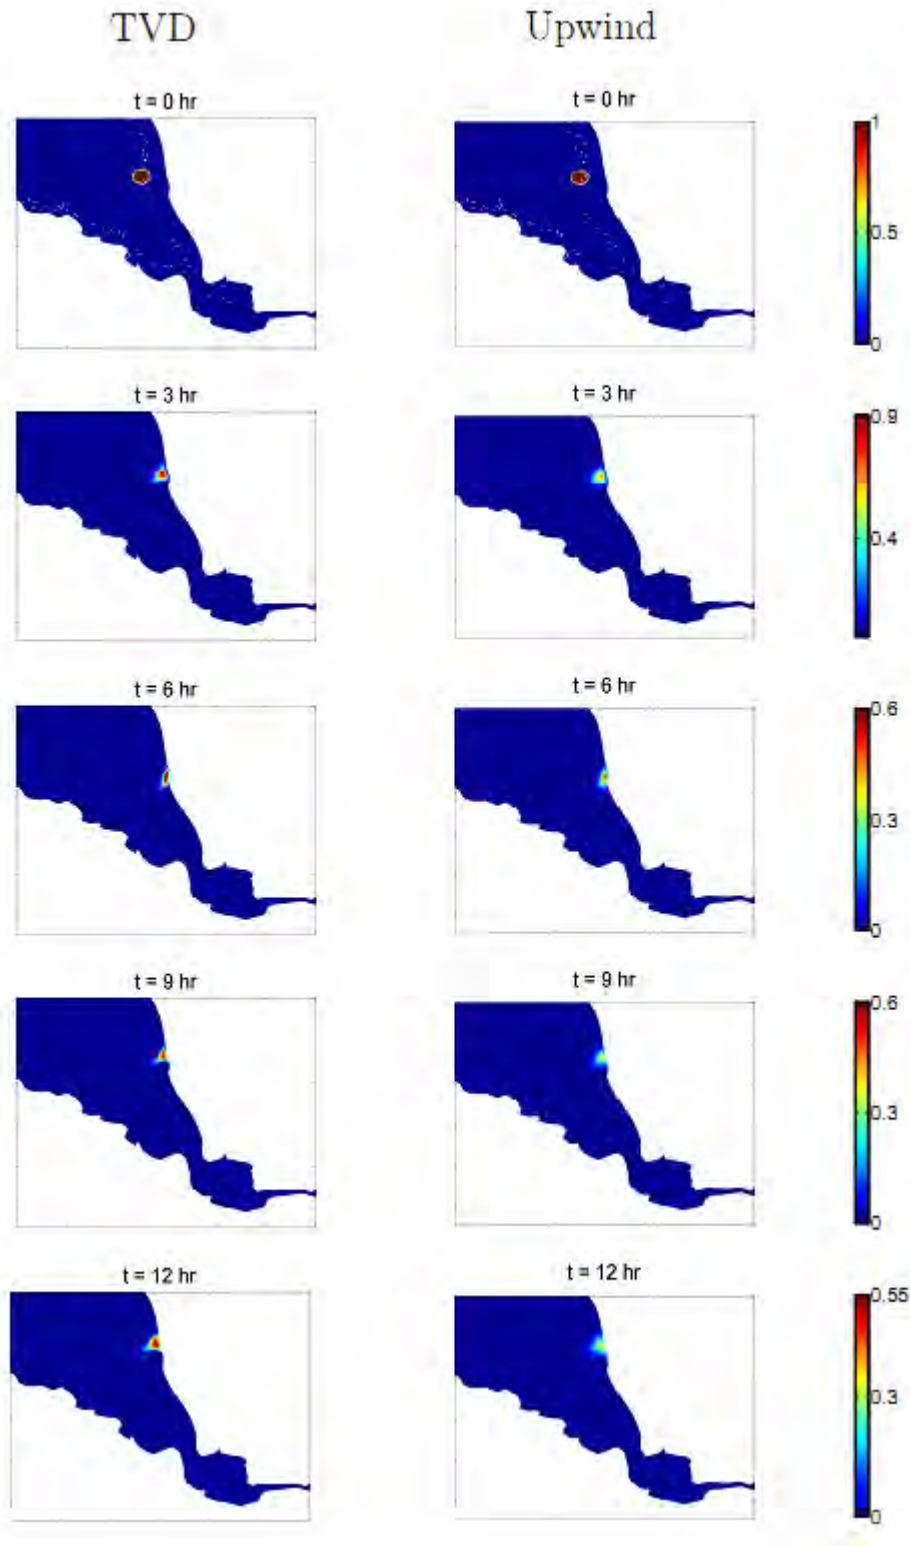 TVD Upwind
t = 0 hr t = 0 hr
1
0.5
0
t = 3 hr t = 3 hr
0.9
0.4
t = 6 hr t = 6 hr
0.6
0.3
0
t = 9 hr t = 9 hr
0.6
0.3
0
t = 12 hr t = 12 hr
0.55
0.3
0